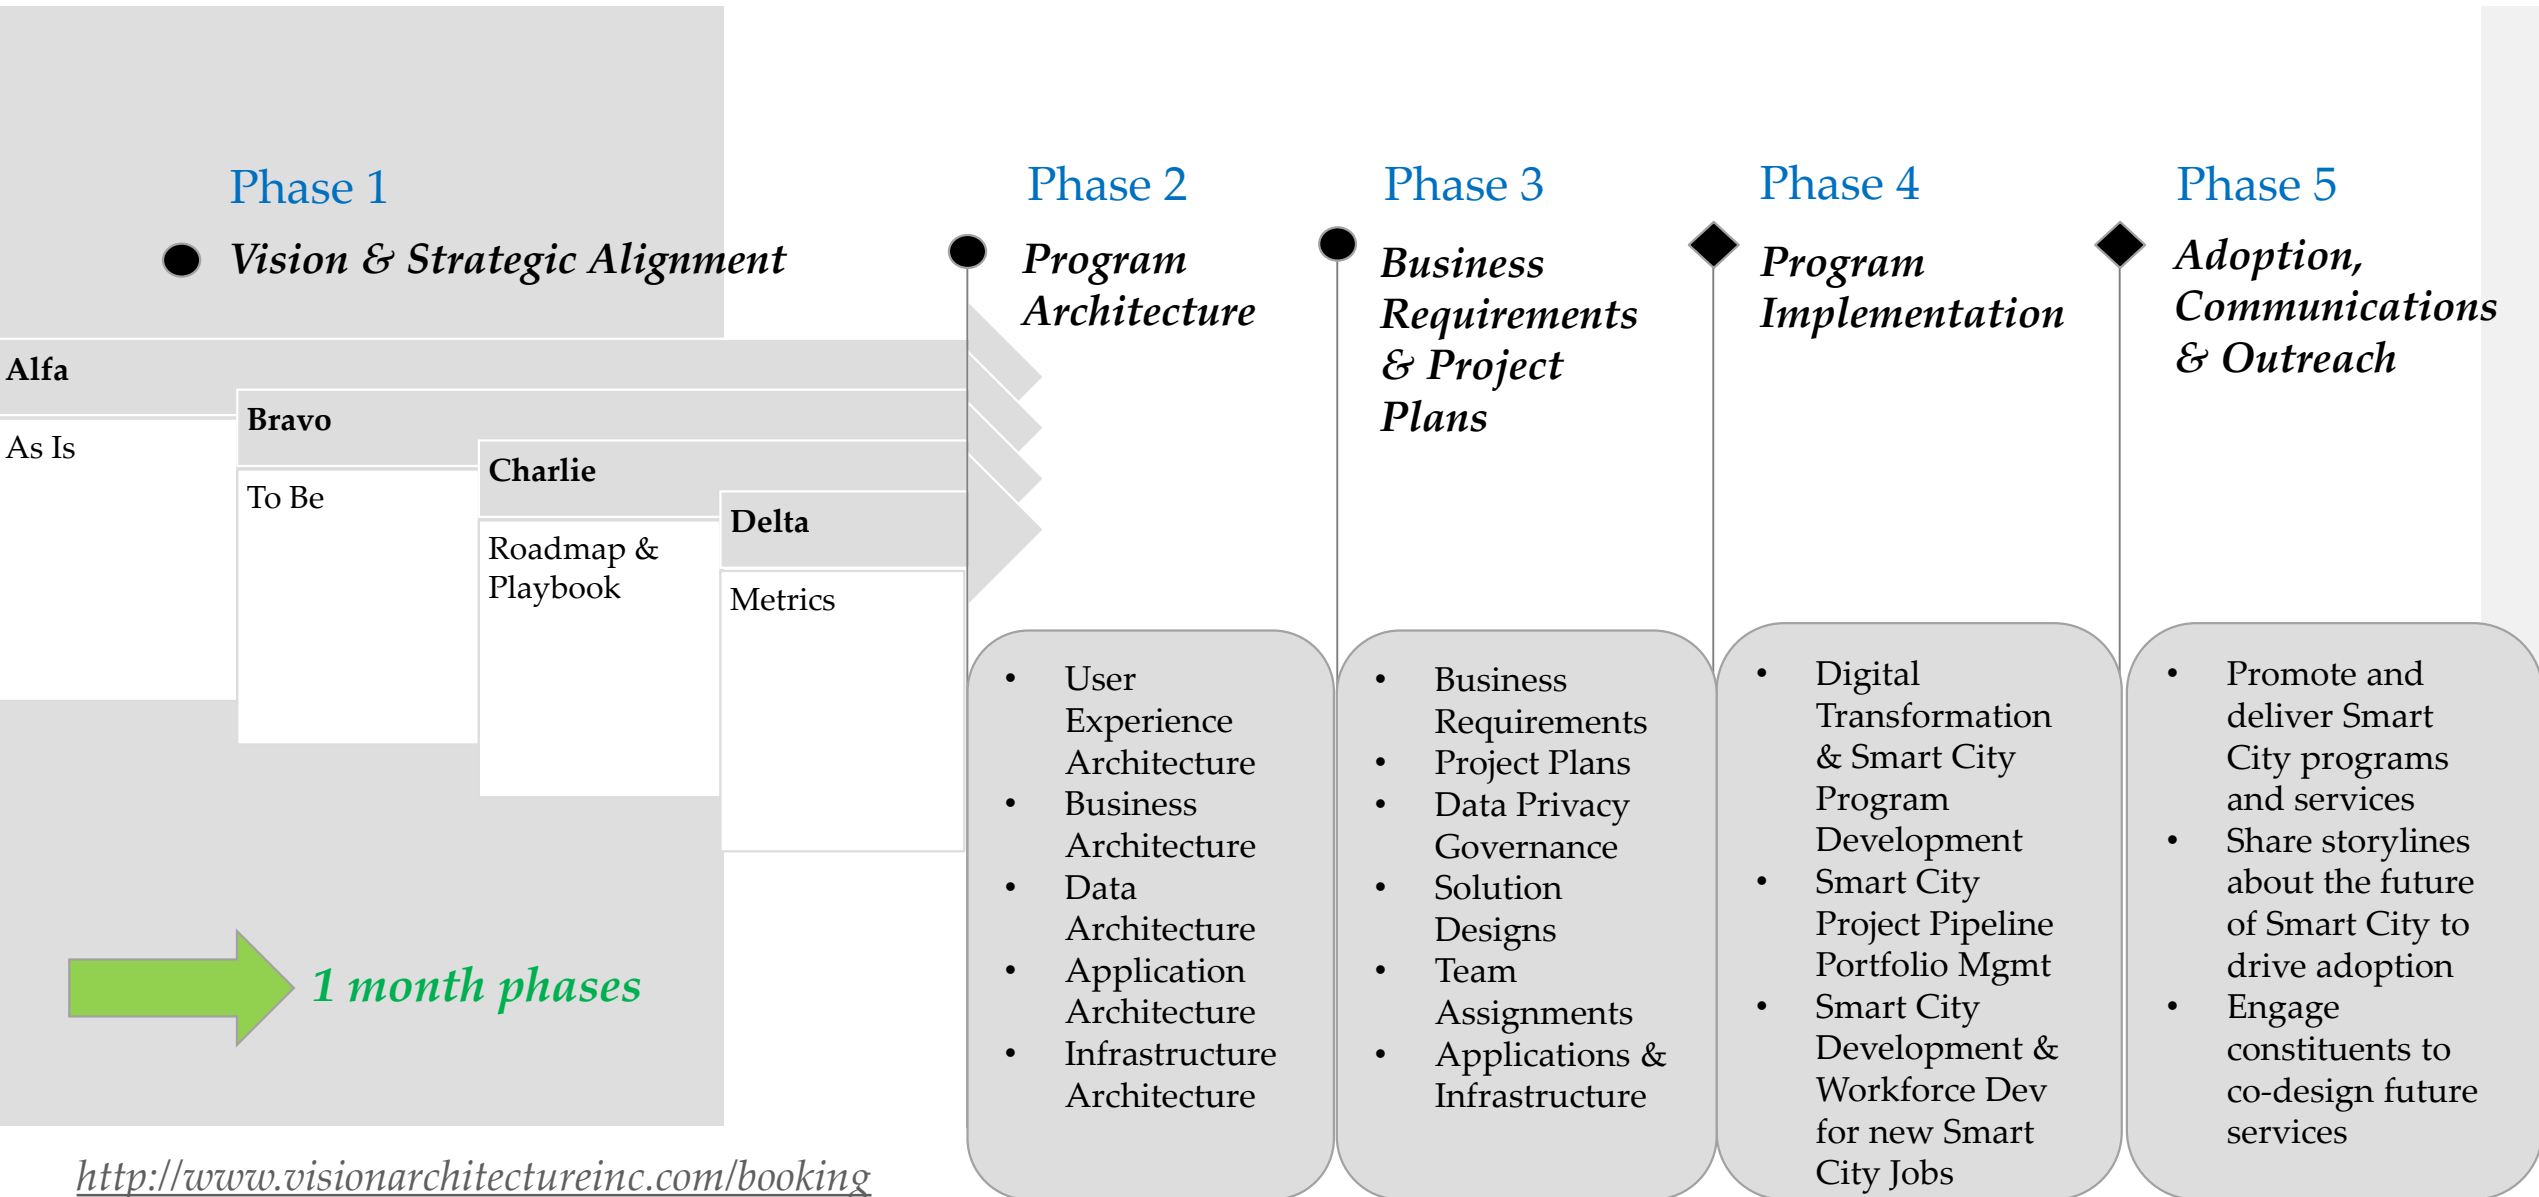 Phase 1
Vision & Strategic Alignment
Alfa
As Is
Bravo
To Be
Charlie
Roadmap &
Playbook
Delta
Metrics
1 month phases
http://www.visionarchitectureinc.com/booking
Phase 2
Program
Architecture
• User
Experience
Architecture
• Business
Architecture
• Data
Architecture
• Application
Architecture
• Infrastructure
Architecture
Phase 3
Business
Requirements
& Project
Plans
• Business
Requirements
• Project Plans
• Data Privacy
Governance
• Solution
Designs
• Team
Assignments
• Applications &
Infrastructure
Phase 4
Program
Implementation
• Digital
Transformation
& Smart City
Program
Development
• Smart City
Project Pipeline
Portfolio Mgmt
• Smart City
Development &
Workforce Dev
for new Smart
City Jobs
Phase 5
Adoption,
Communications
& Outreach
• Promote and
deliver Smart
City programs
and services
• Share storylines
about the future
of Smart City to
drive adoption
• Engage
constituents to
co-design future
services